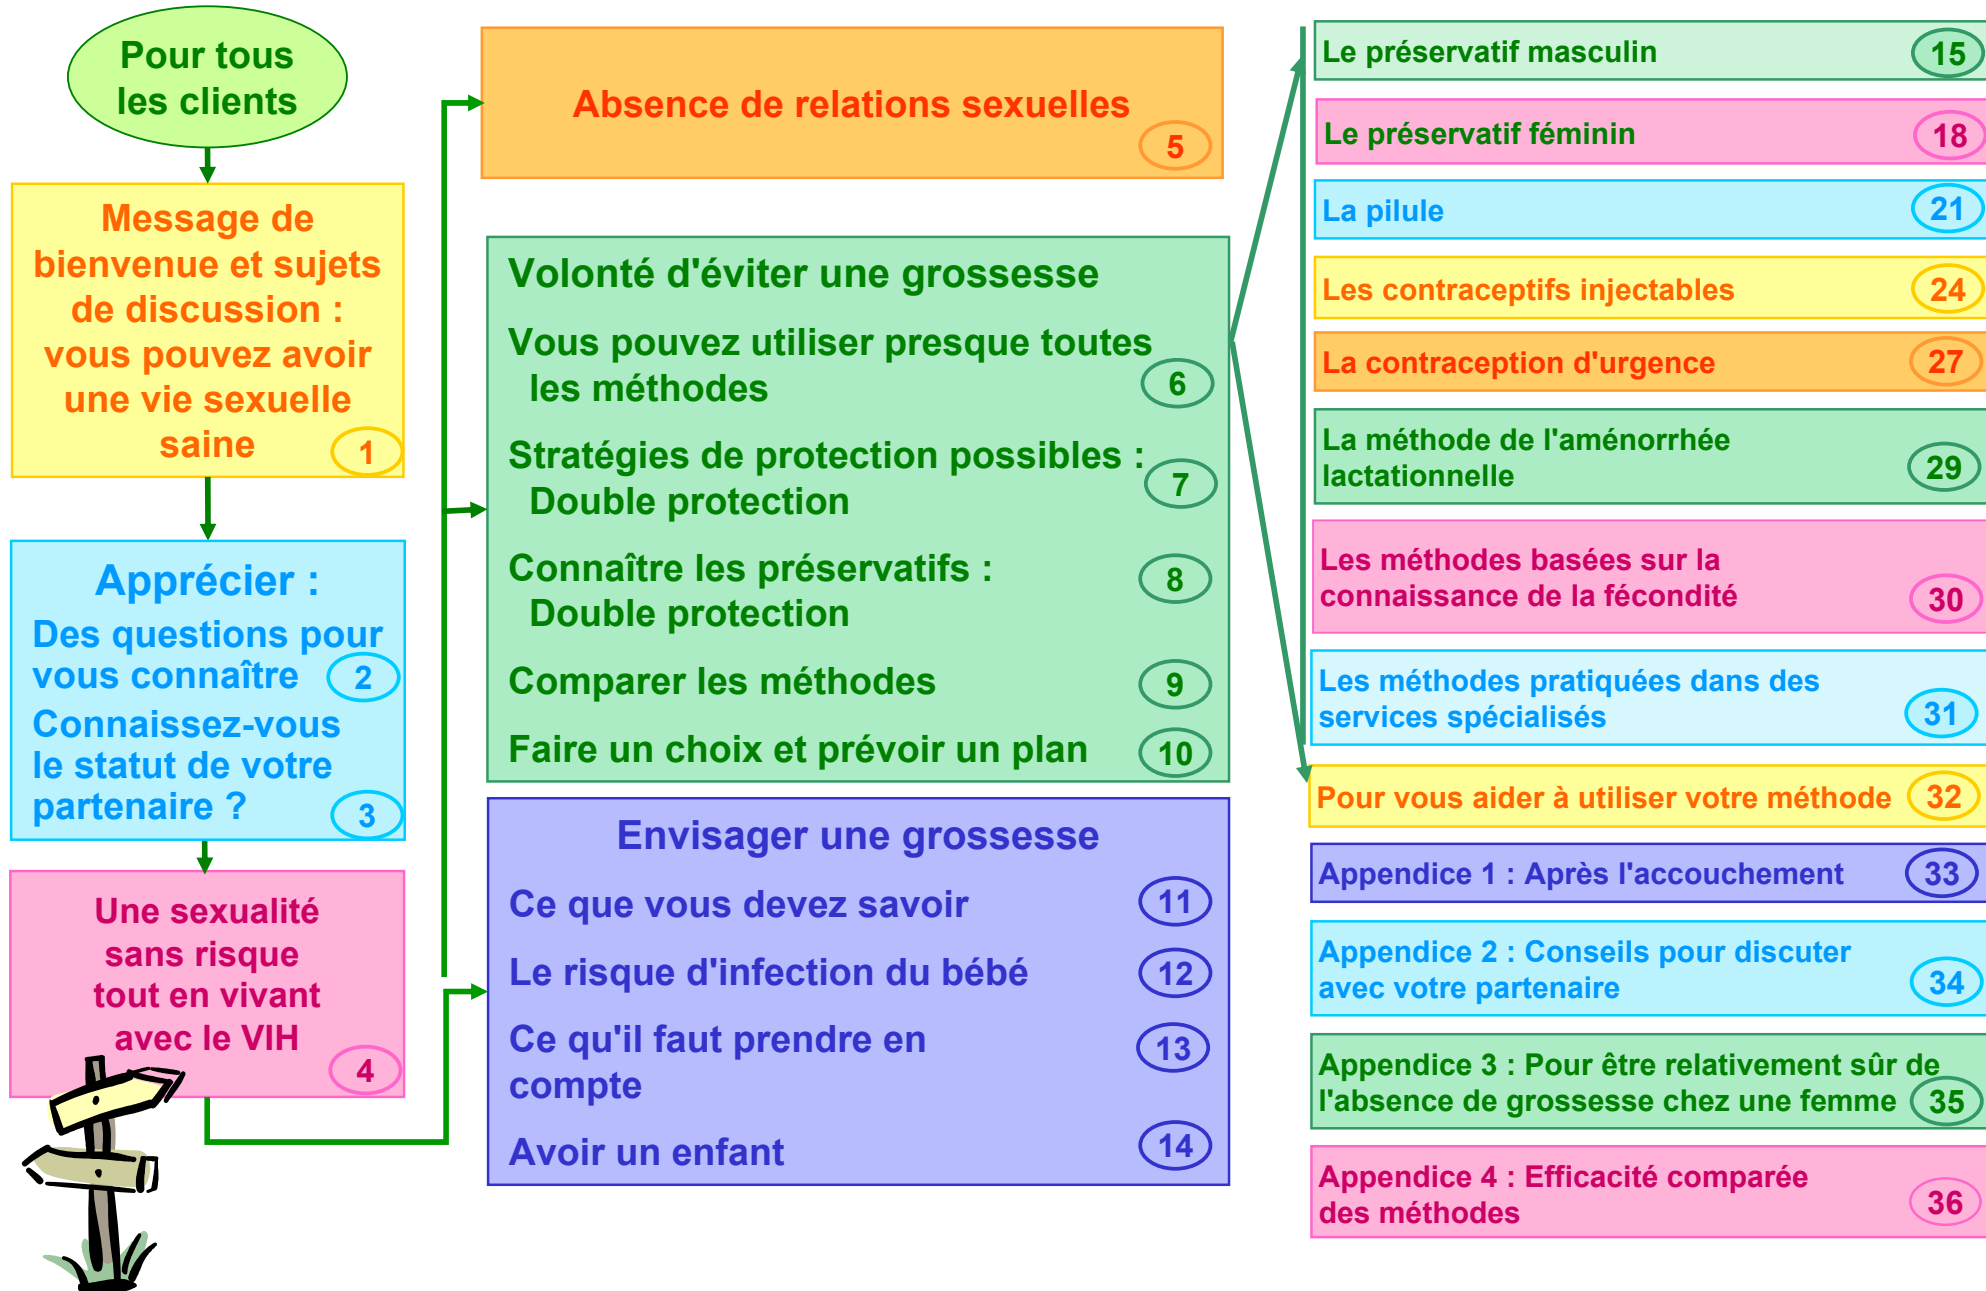 Pour tous
les clients
Message de
bienvenue et sujets
de discussion :
vous pouvez avoir
une vie sexuelle
saine
1
Apprécier :
Des questions pour
vous connaître
2
Connaissez-vous
le statut de votre
partenaire ?
3
Une sexualité
sans risque
tout en vivant
avec le VIH
4
Absence de relations sexuelles
5
Volonté d'éviter une grossesse
Vous pouvez utiliser presque toutes
les méthodes
6
Stratégies de protection possibles :
Double protection
7
Connaître les préservatifs :
Double protection
8
Comparer les méthodes
9
Faire un choix et prévoir un plan
10
Envisager une grossesse
Ce que vous devez savoir
11
Le risque d'infection du bébé
12
Ce qu'il faut prendre en
compte
13
Avoir un enfant
14
Le préservatif masculin
15
Le préservatif féminin
18
La pilule
21
Les contraceptifs injectables
24
La contraception d'urgence
27
La méthode de l'aménorrhée
lactationnelle
29
Les méthodes basées sur la
connaissance de la fécondité
30
Les méthodes pratiquées dans des
services spécialisés
31
Pour vous aider à utiliser votre méthode
32
Appendice 1 : Après l'accouchement
33
Appendice 2 : Conseils pour discuter
avec votre partenaire
34
Appendice 3 : Pour être relativement sûr de
l'absence de grossesse chez une femme
35
Appendice 4 : Efficacité comparée
des méthodes
36